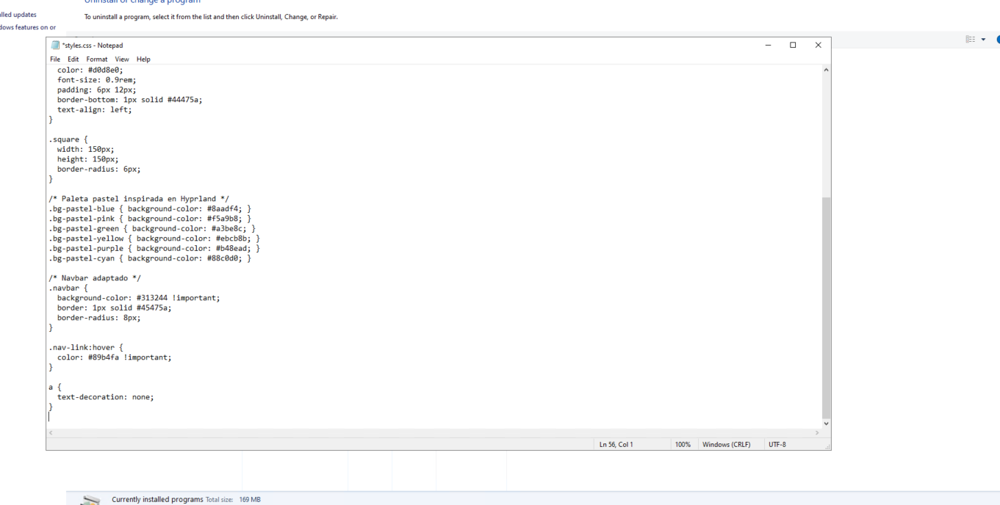 Uninstall or change a program
updates
To uninstall a program, select it from the list and then click Uninstall, Change, or Repair.
features on or
*styles.css - Notepad
File Edit Format View Help
color: #d0d8e0;
font-size: 0.9rem;
padding: 6px 12px;
border-bottom: 1px solid #44475a;
text-align: left;
}
.square {
width: 150px;
height: 150px;
border-radius: 6px;
}
/* Paleta pastel inspirada en Hyprland */
.bg-pastel-blue { background-color: #8aadf4; }
.bg-pastel-pink { background-color: #f5a9b8; }
.bg-pastel-green { background-color: #a3be8c; }
.bg-pastel-yellow { background-color: #ebcb8b; }
.bg-pastel-purple { background-color: #b48ead; }
.bg-pastel-cyan { background-color: #88c0d0; }
/* Navbar adaptado */
.navbar {
background-color: #313244 !important;
border: 1px solid #45475a;
border-radius: 8px;
}
.nav-link:hover {
color: #89b4fa !important;
}
a {
text-decoration: none;
}
Ln 56, Col 1 100% Windows (CRLF) UTF-8
Currently installed programs Total size: 169 MB